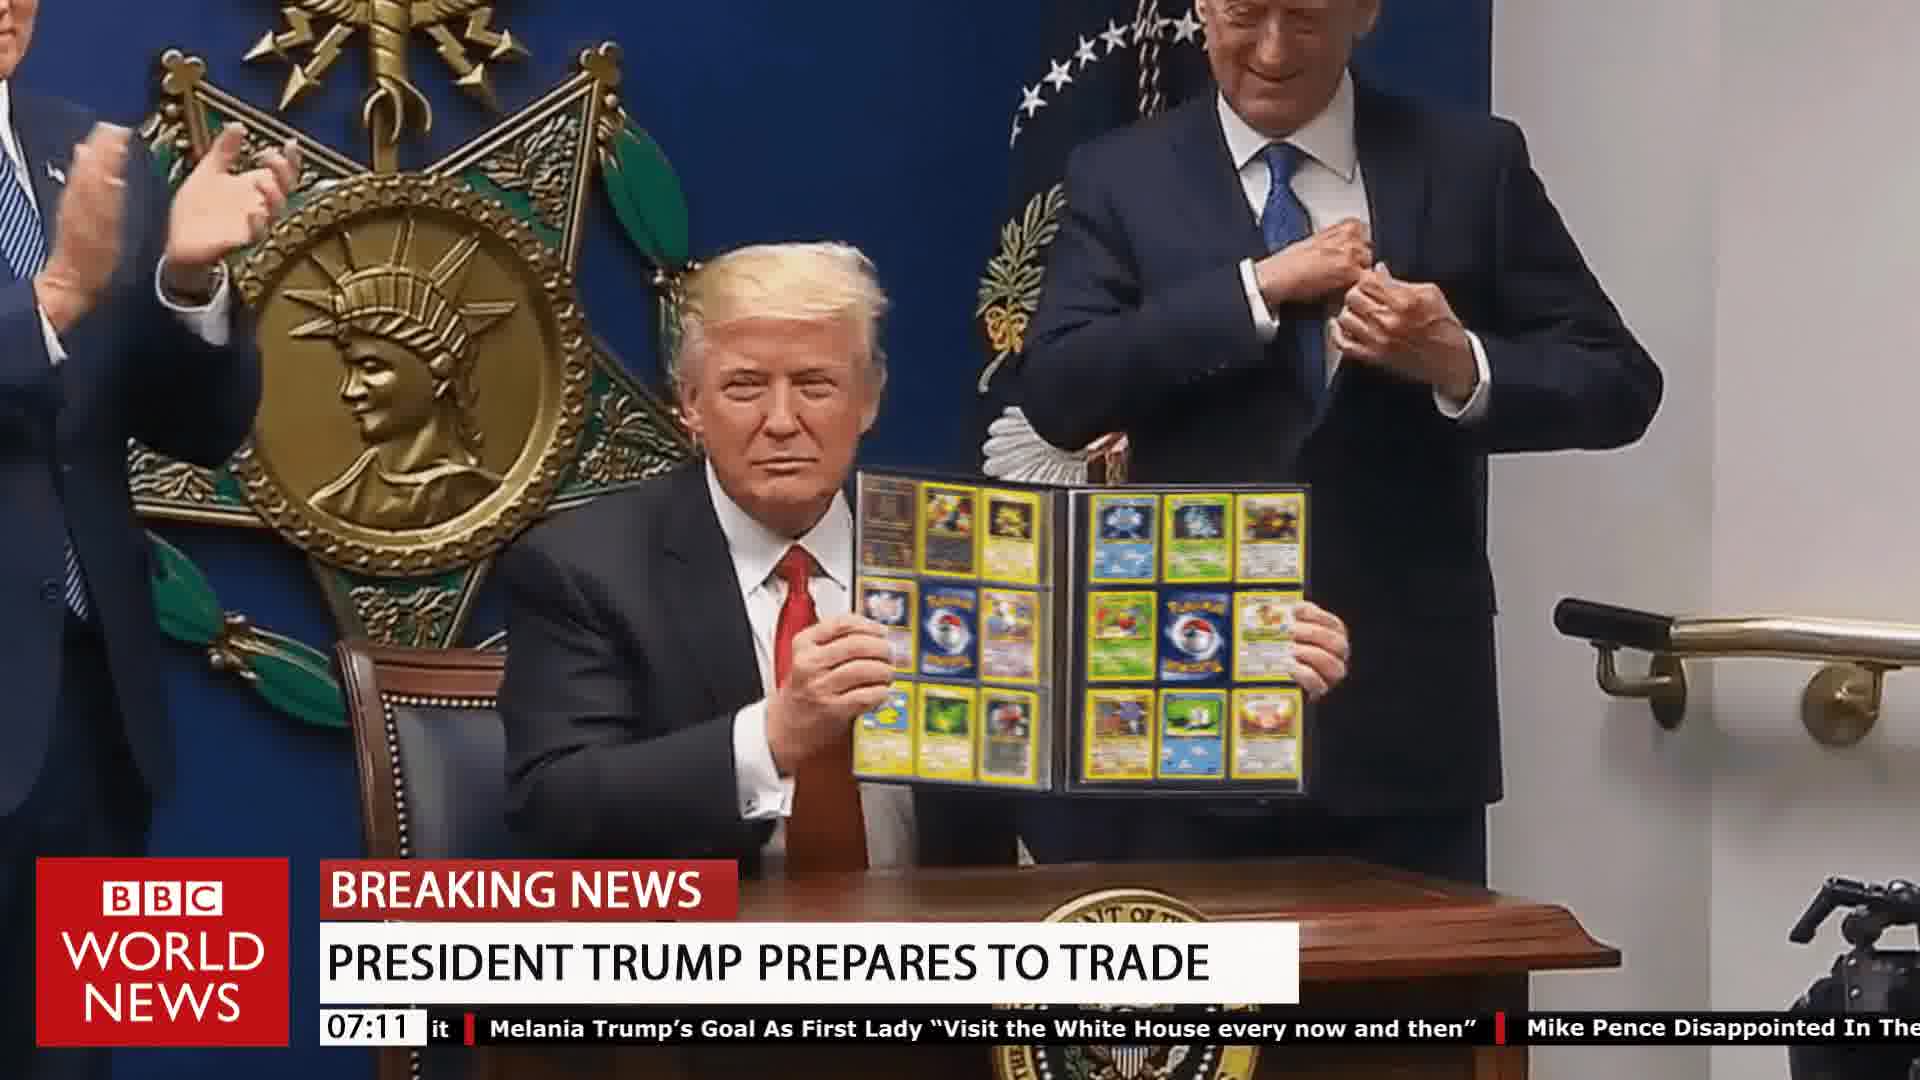 BREAKING NEWS
PRESIDENT TRUMP PREPARES TO TRADE
BBC
WORLD
NEWS
07:11
it | Melania Trump’s Goal As First Lady “Visit the White House every now and then” | Mike Pence Disappointed In The